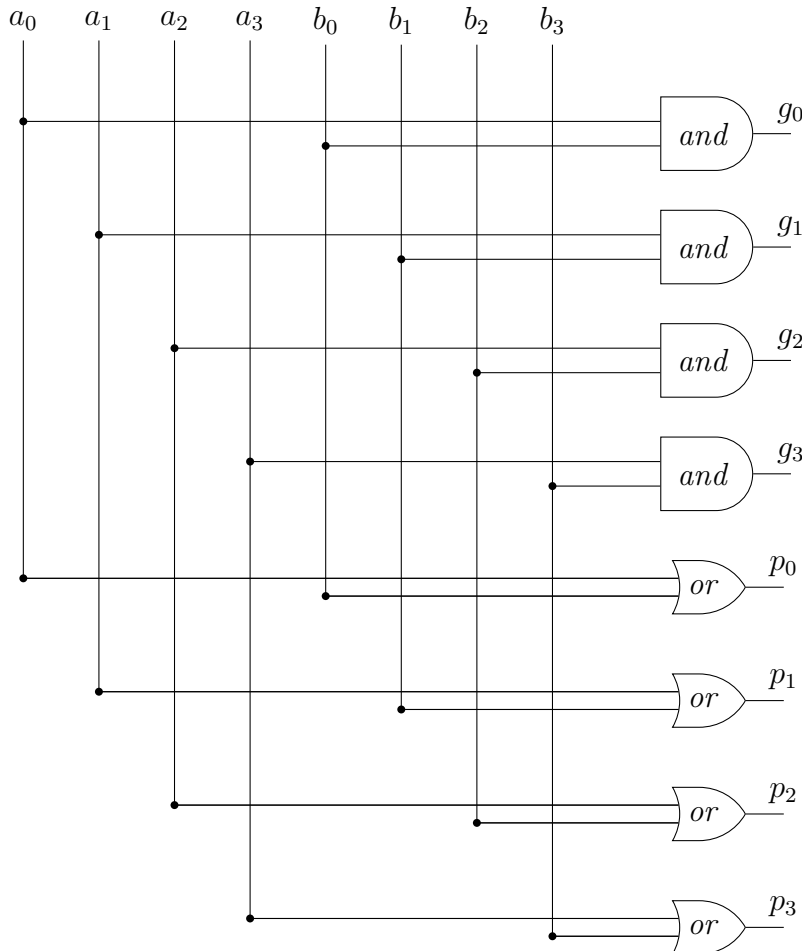 a₀ a₁ a₂ a₃ b₀ b₁ b₂ b₃
and g₀
and g₁
and g₂
and g₃
or p₀
or p₁
or p₂
or p₃